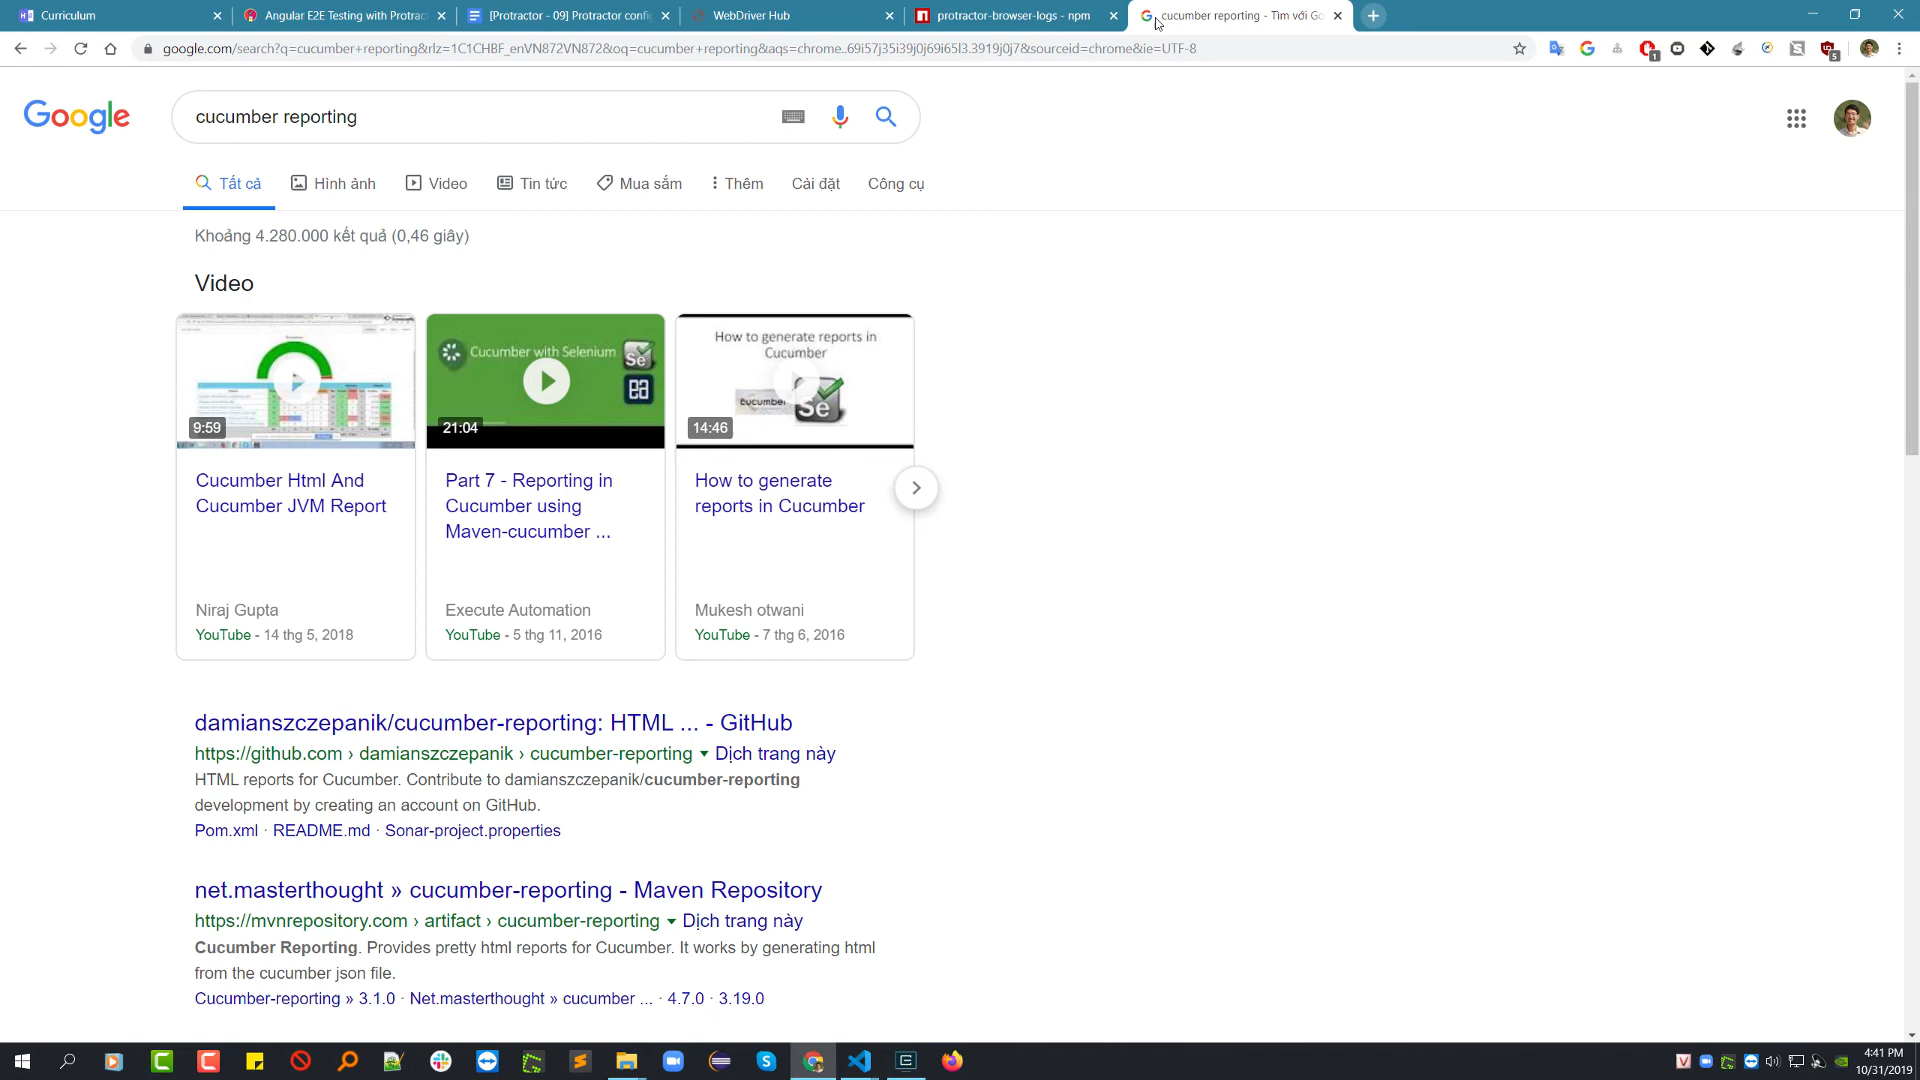 Curriculum
Angular E2E Testing with Protrac
[Protractor - 09] Protractor config
WebDriver Hub
protractor-browser-logs - npm
cucumber reporting - Tìm với Go
google.com/search?q=cucumber+reporting&rlz=1C1CHBF_enVN872VN872&oq=cucumber+reporting&aqs=chrome..69i57j35i39j0j69i65l3.3919j0j7&sourceid=chrome&ie=UTF-8
1
5
Google
cucumber reporting
Tất cả
Hình ảnh
Video
Tin tức
Mua sắm
Thêm
Cài đặt
Công cụ
Khoảng 4.280.000 kết quả (0,46 giây)
Video
9:59
Cucumber Html And
Cucumber JVM Report
Niraj Gupta
YouTube - 14 thg 5, 2018
Cucumber with Selenium
Se
21:04
Part 7 - Reporting in
Cucumber using
Maven-cucumber ...
Execute Automation
YouTube - 5 thg 11, 2016
How to generate reports in
Cucumber
cucumber
Se
14:46
How to generate
reports in Cucumber
Mukesh otwani
YouTube - 7 thg 6, 2016
damianszczepanik/cucumber-reporting: HTML ... - GitHub
https://github.com › damianszczepanik › cucumber-reporting ▾ Dịch trang này
HTML reports for Cucumber. Contribute to damianszczepanik/cucumber-reporting
development by creating an account on GitHub.
Pom.xml · README.md · Sonar-project.properties
net.masterthought » cucumber-reporting - Maven Repository
https://mvnrepository.com › artifact › cucumber-reporting ▾ Dịch trang này
Cucumber Reporting. Provides pretty html reports for Cucumber. It works by generating html
from the cucumber json file.
Cucumber-reporting » 3.1.0 · Net.masterthought » cucumber ... · 4.7.0 · 3.19.0
4:41 PM
10/31/2019